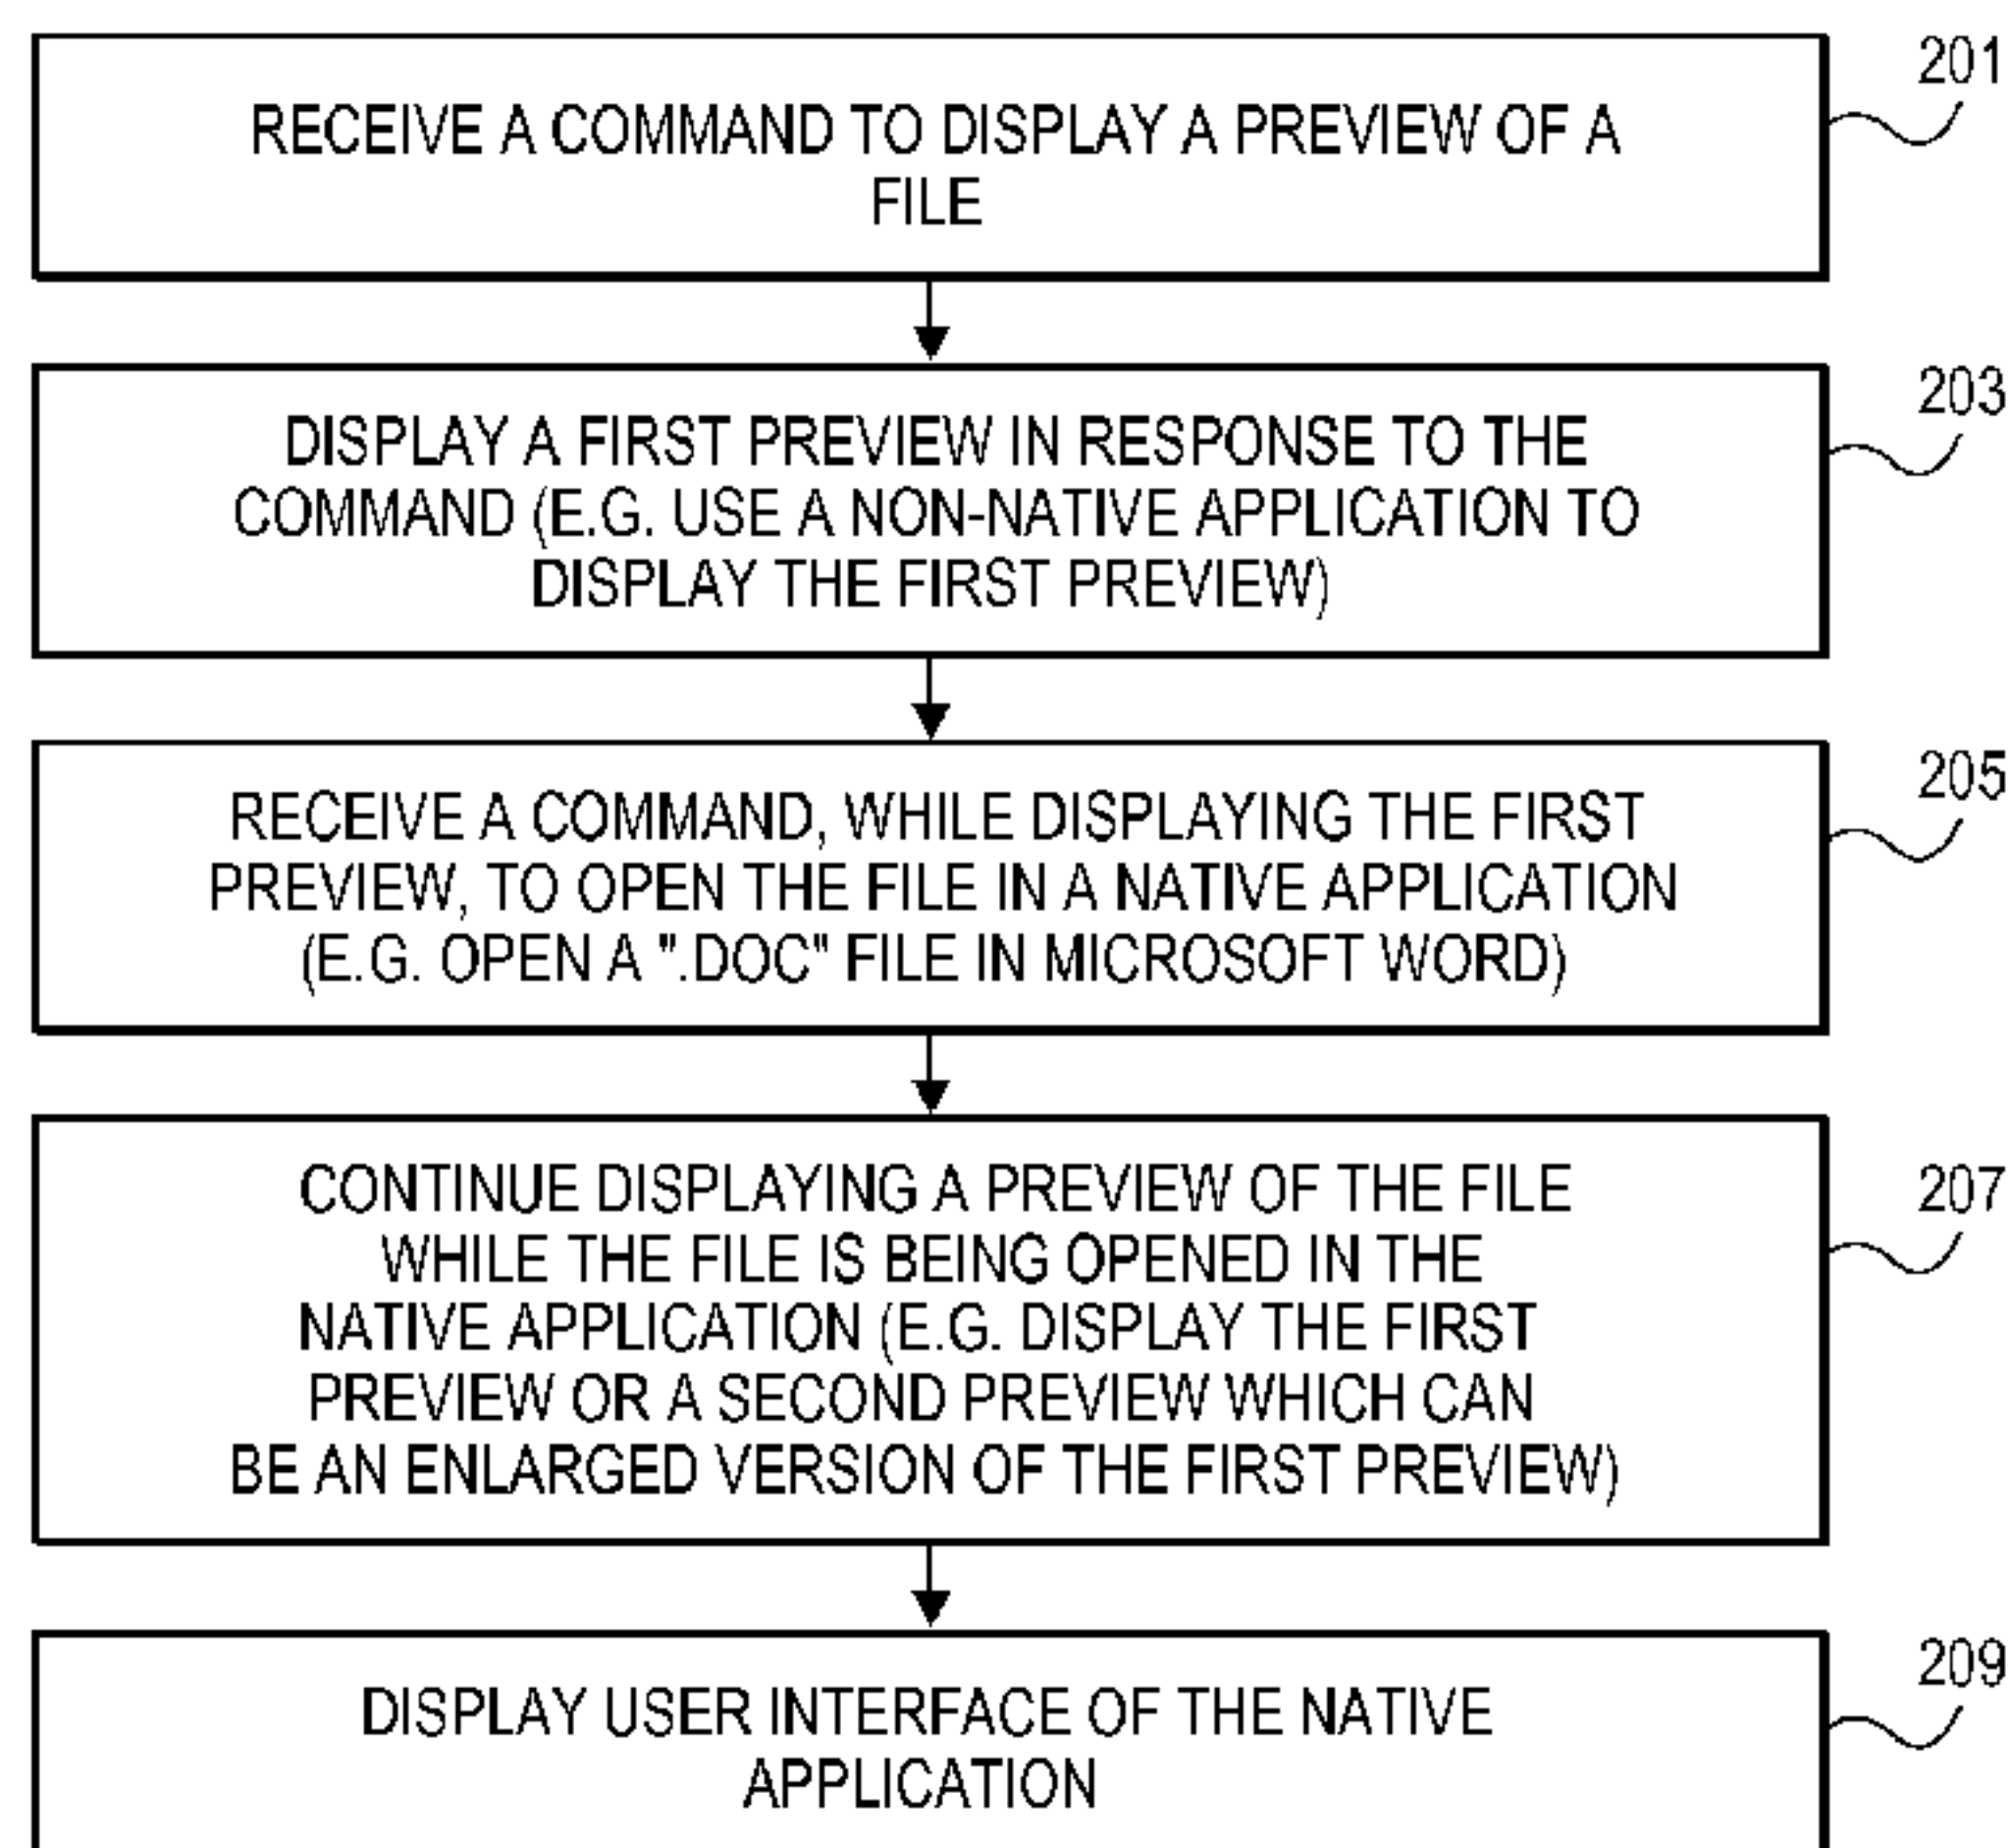 201
RECEIVE A COMMAND TO DISPLAY A PREVIEW OF A
FILE
203
DISPLAY A FIRST PREVIEW IN RESPONSE TO THE
COMMAND (E.G. USE A NON-NATIVE APPLICATION TO
DISPLAY THE FIRST PREVIEW)
205
RECEIVE A COMMAND, WHILE DISPLAYING THE FIRST
PREVIEW, TO OPEN THE FILE IN A NATIVE APPLICATION
(E.G. OPEN A ".DOC" FILE IN MICROSOFT WORD)
207
CONTINUE DISPLAYING A PREVIEW OF THE FILE
WHILE THE FILE IS BEING OPENED IN THE
NATIVE APPLICATION (E.G. DISPLAY THE FIRST
PREVIEW OR A SECOND PREVIEW WHICH CAN
BE AN ENLARGED VERSION OF THE FIRST PREVIEW)
209
DISPLAY USER INTERFACE OF THE NATIVE
APPLICATION